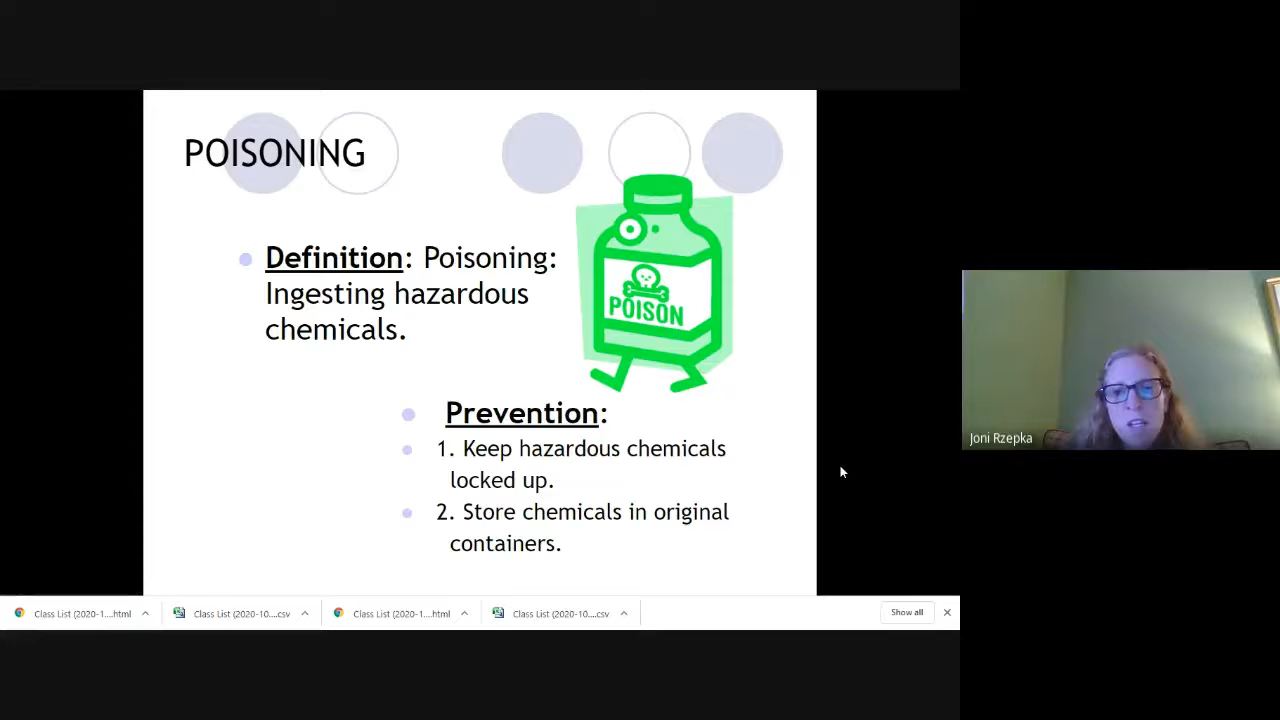 POISONING
Definition: Poisoning:
Ingesting hazardous
chemicals.
POISON
Prevention:
1. Keep hazardous chemicals
locked up.
2. Store chemicals in original
containers.
Joni Rzepka
Class List (2020-1....html
Class List (2020-10....csv
Class List (2020-1....html
Class List (2020-10....csv
Show all